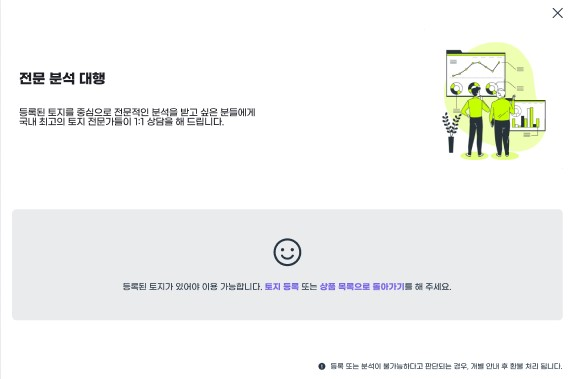 전문 분석 대행
등록된 토지를 중심으로 전문적인 분석을 받고 싶은 분들에게
국내 최고의 토지 전문가들이 1:1 상담을 해 드립니다.
등록된 토지가 있어야 이용 가능합니다. 토지 등록 또는 상품 목록으로 돌아가기를 해 주세요.
등록 또는 분석이 불가능하다고 판단되는 경우, 개별 안내 후 환불 처리 됩니다.